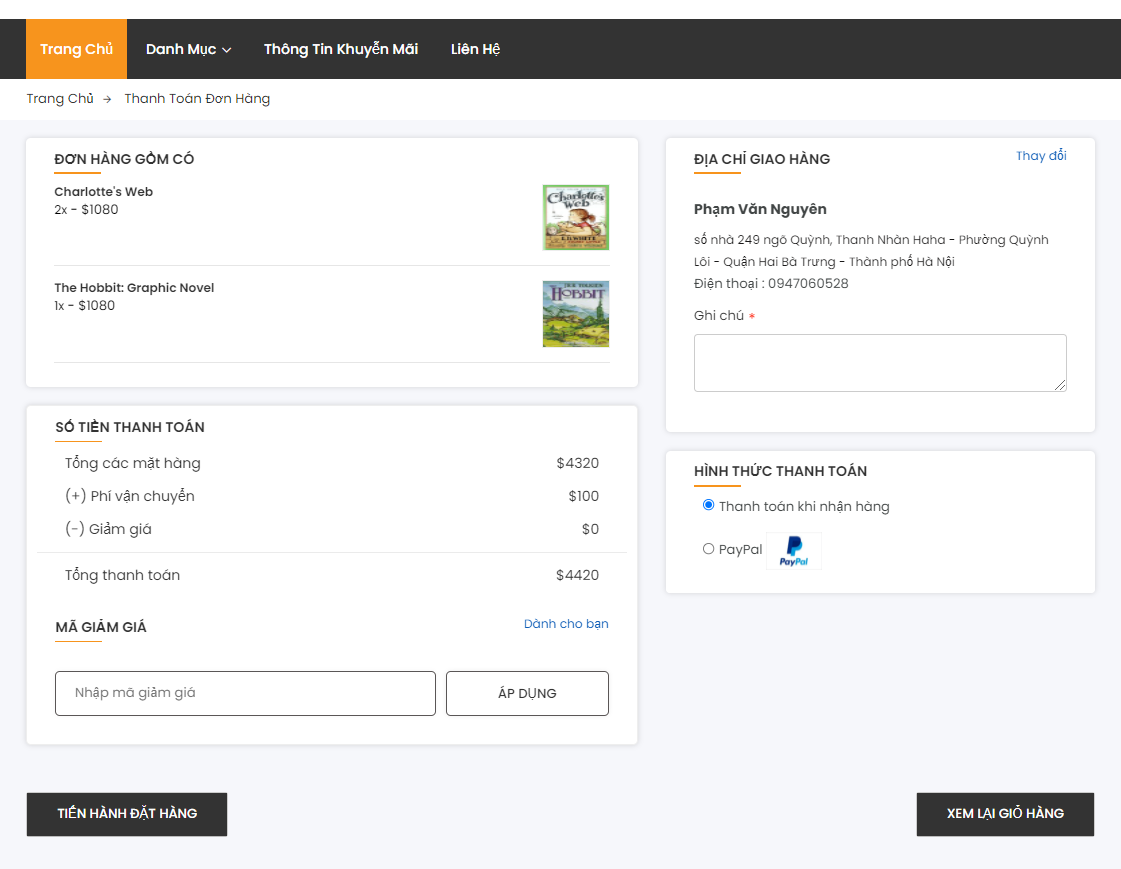 Trang Chủ Danh Mục Thông Tin Khuyến Mãi Liên Hệ
Trang Chủ → Thanh Toán Đơn Hàng
ĐƠN HÀNG GỒM CÓ
Charlotte's Web
2x - $1080
Charlotte's
Web
E.B.WHITE
The Hobbit: Graphic Novel
1x - $1080
HOBBIT
SỐ TIỀN THANH TOÁN
Tổng các mặt hàng $4320
(+) Phí vận chuyển $100
(-) Giảm giá $0
Tổng thanh toán $4420
MÃ GIẢM GIÁ Dành cho bạn
Nhập mã giảm giá ÁP DỤNG
ĐỊA CHỈ GIAO HÀNG Thay đổi
Phạm Văn Nguyên
số nhà 249 ngõ Quỳnh, Thanh Nhàn Haha - Phường Quỳnh
Lôi - Quận Hai Bà Trưng - Thành phố Hà Nội
Điện thoại : 0947060528
Ghi chú *
HÌNH THỨC THANH TOÁN
Thanh toán khi nhận hàng
PayPal PayPal
TIẾN HÀNH ĐẶT HÀNG XEM LẠI GIỎ HÀNG